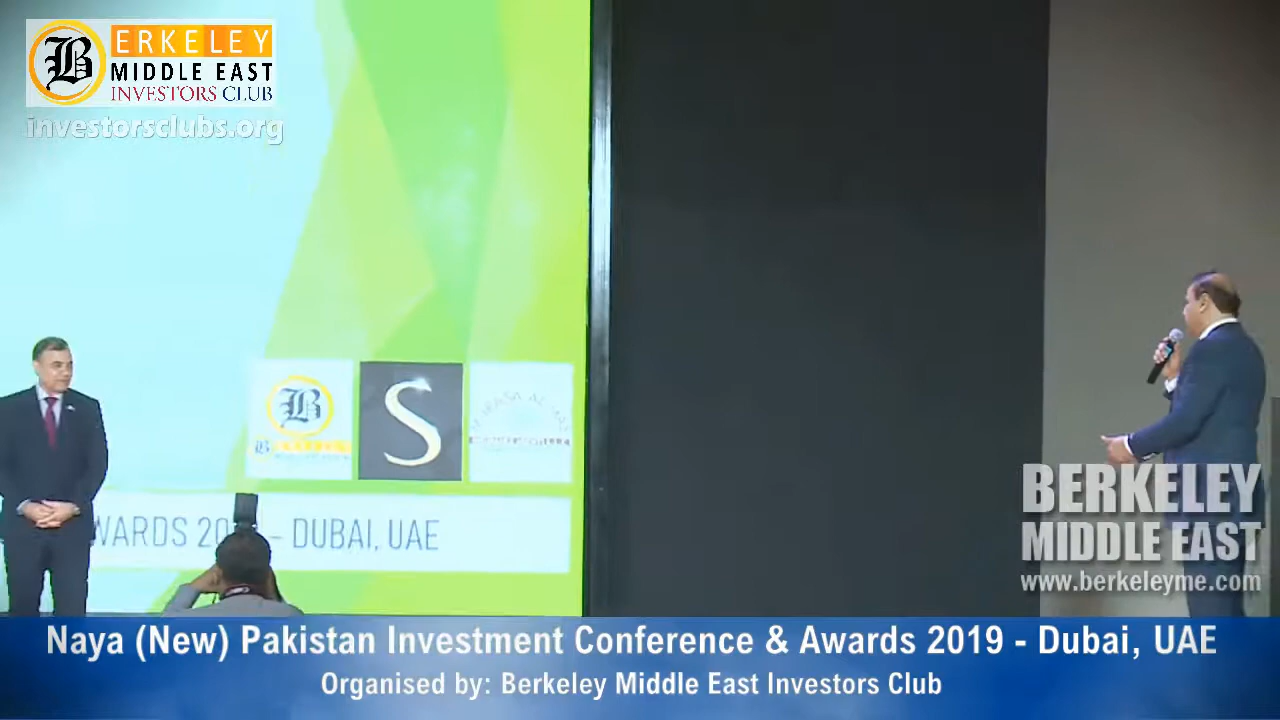 BERKELEY
MIDDLE EAST
INVESTORS CLUB
investorsclubs.org
WARDS 20
– DUBAI, UAE
BERKELEY
MIDDLE EAST
www.berkeleyme.com
Naya (New) Pakistan Investment Conference & Awards 2019 - Dubai, UAE
Organised by: Berkeley Middle East Investors Club